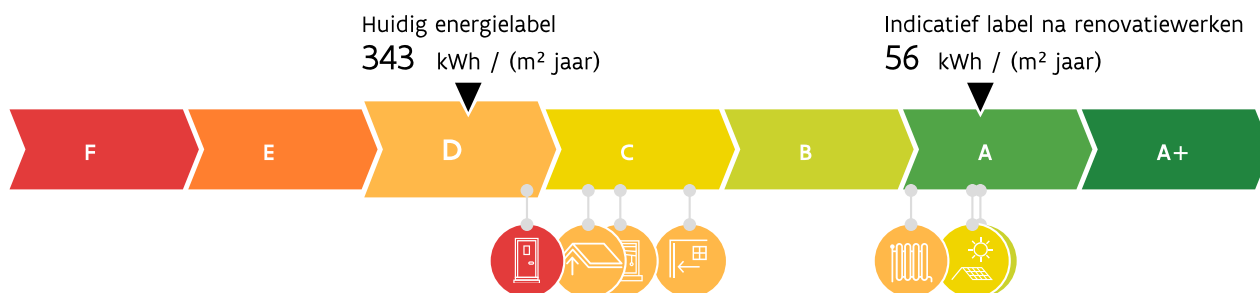 Huidig energielabel
343 kWh / (m² jaar)
Indicatief label na renovatiewerken
56 kWh / (m² jaar)
F
E
D
C
B
A
A+